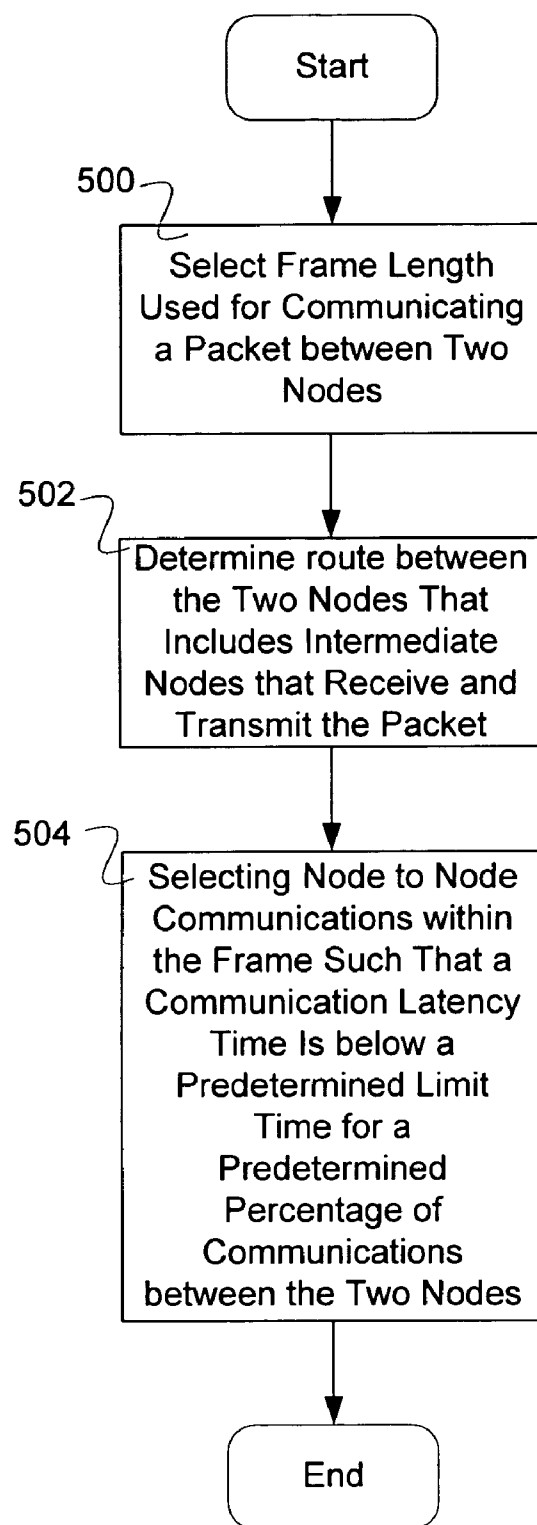 Start
500
Select Frame Length
Used for Communicating
a Packet between Two
Nodes
502
Determine route between
the Two Nodes That
Includes Intermediate
Nodes that Receive and
Transmit the Packet
504
Selecting Node to Node
Communications within
the Frame Such That a
Communication Latency
Time Is below a
Predetermined Limit
Time for a
Predetermined
Percentage of
Communications
between the Two Nodes
End